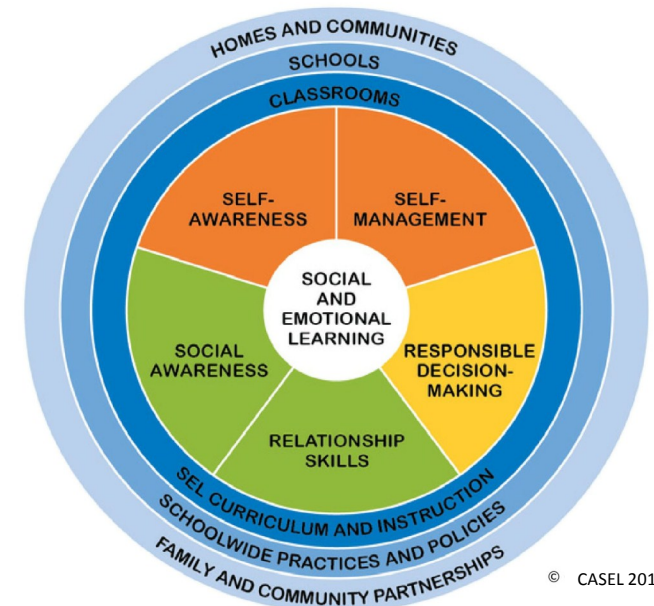 HOMES AND COMMUNITIES
SCHOOLS
CLASSROOMS
SELF-
AWARENESS
SELF-
MANAGEMENT
SOCIAL
AND
EMOTIONAL
LEARNING
SOCIAL
AWARENESS
RESPONSIBLE
DECISION-
MAKING
RELATIONSHIP
SKILLS
SEL CURRICULUM AND INSTRUCTION
SCHOOLWIDE PRACTICES AND POLICIES
FAMILY AND COMMUNITY PARTNERSHIPS
© CASEL 201